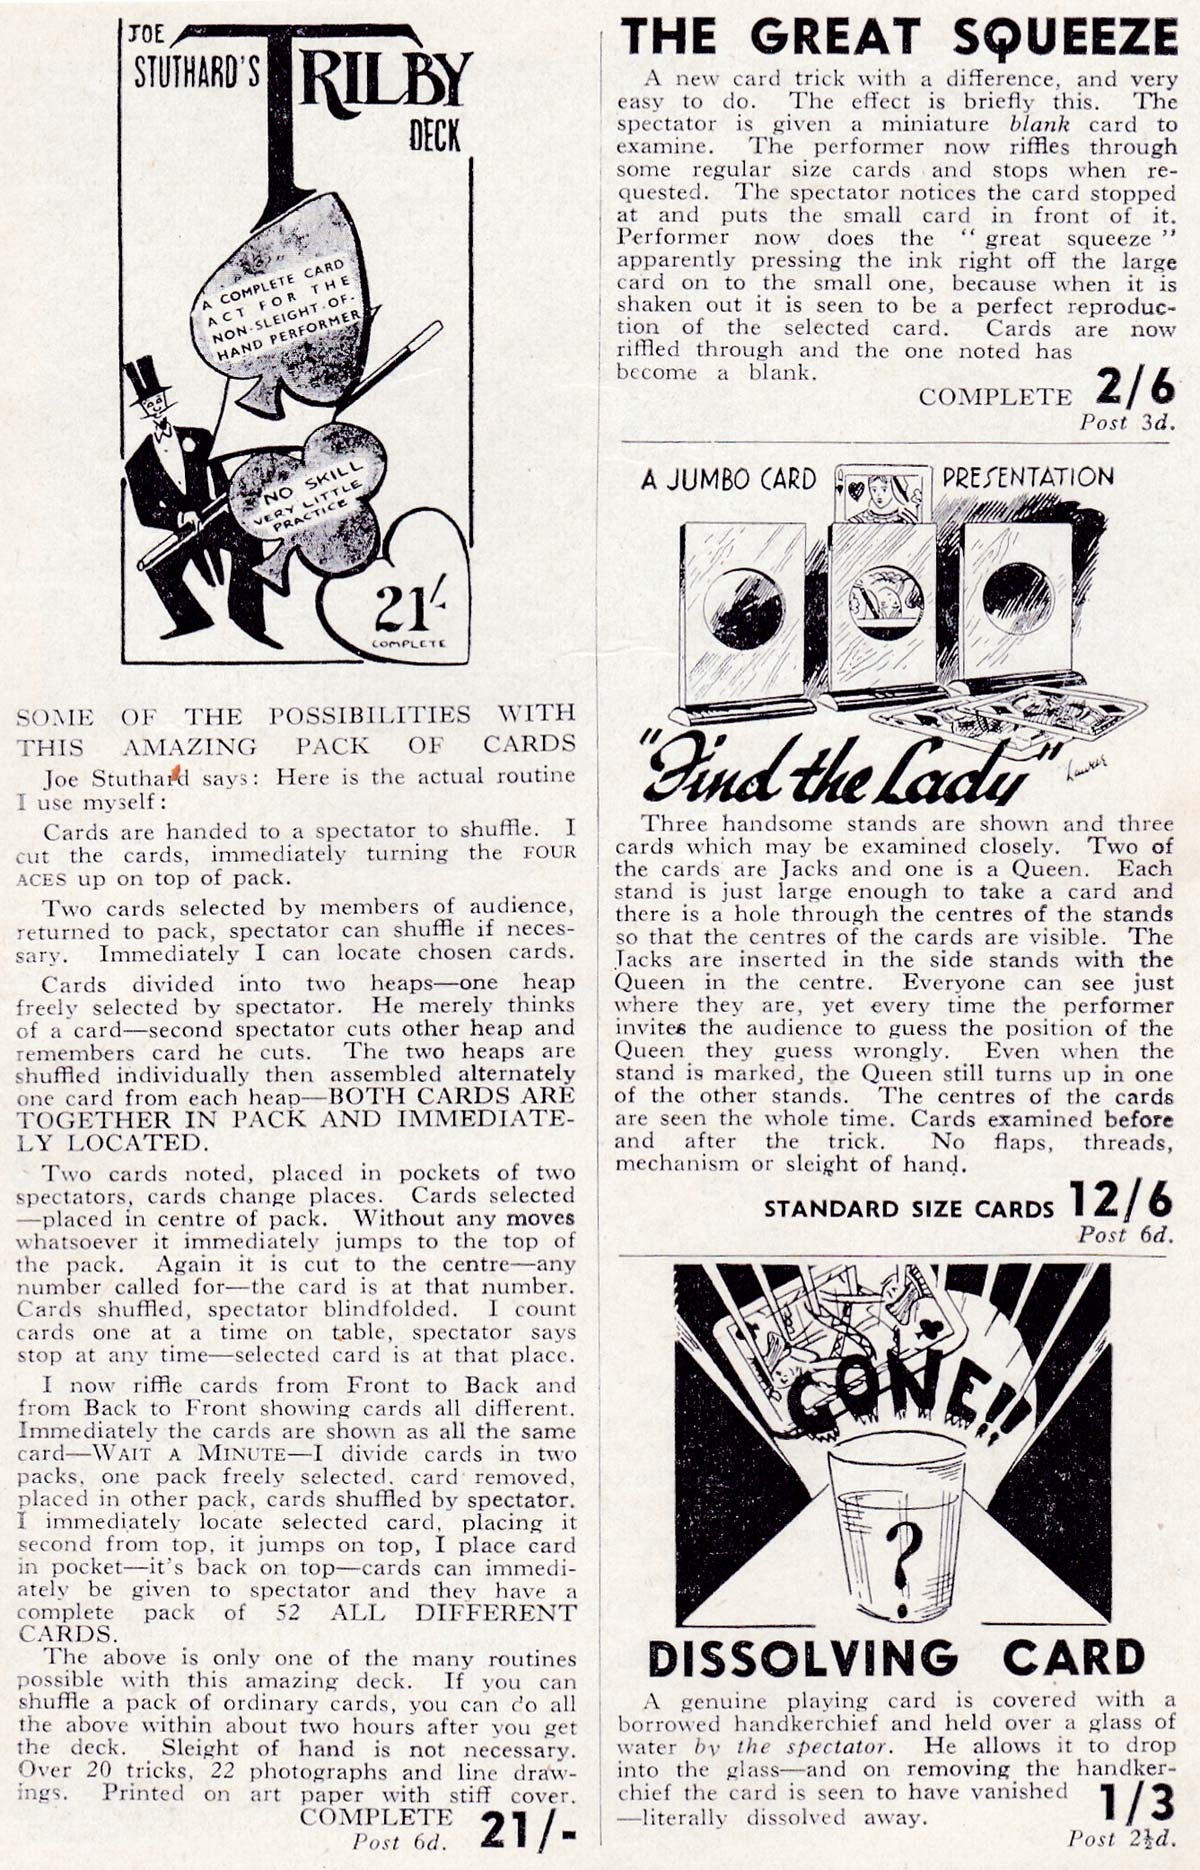 JOE
STUTHARD'S
TRILBY
DECK
A COMPLETE CARD
ACT FOR THE
NON-SLEIGHT-OF-
HAND PERFORMER
NO SKILL
VERY LITTLE
PRACTICE
21/-
COMPLETE
SOME OF THE POSSIBILITIES WITH
THIS AMAZING PACK OF CARDS
Joe Stuthard says: Here is the actual routine
I use myself:
Cards are handed to a spectator to shuffle. I
cut the cards, immediately turning the FOUR
ACES up on top of pack.
Two cards selected by members of audience,
returned to pack, spectator can shuffle if neces-
sary. Immediately I can locate chosen cards.
Cards divided into two heaps—one heap
freely selected by spectator. He merely thinks
of a card—second spectator cuts other heap and
remembers card he cuts. The two heaps are
shuffled individually then assembled alternately
one card from each heap—BOTH CARDS ARE
TOGETHER IN PACK AND IMMEDIATE-
LY LOCATED.
Two cards noted, placed in pockets of two
spectators, cards change places. Cards selected
—placed in centre of pack. Without any moves
whatsoever it immediately jumps to the top of
the pack. Again it is cut to the centre—any
number called for—the card is at that number.
Cards shuffled, spectator blindfolded. I count
cards one at a time on table, spectator says
stop at any time—selected card is at that place.
I now riffle cards from Front to Back and
from Back to Front showing cards all different.
Immediately the cards are shown as all the same
card—WAIT A MINUTE—I divide cards in two
packs, one pack freely selected, card removed,
placed in other pack, cards shuffled by spectator.
I immediately locate selected card, placing it
second from top, it jumps on top, I place card
in pocket—it's back on top—cards can immedi-
ately be given to spectator and they have a
complete pack of 52 ALL DIFFERENT
CARDS.
The above is only one of the many routines
possible with this amazing deck. If you can
shuffle a pack of ordinary cards, you can do all
the above within about two hours after you get
the deck. Sleight of hand is not necessary.
Over 20 tricks, 22 photographs and line draw-
ings. Printed on art paper with stiff cover.
COMPLETE 21/-
Post 6d.
THE GREAT SQUEEZE
A new card trick with a difference, and very
easy to do. The effect is briefly this. The
spectator is given a miniature blank card to
examine. The performer now riffles through
some regular size cards and stops when re-
quested. The spectator notices the card stopped
at and puts the small card in front of it.
Performer now does the "great squeeze"
apparently pressing the ink right off the large
card on to the small one, because when it is
shaken out it is seen to be a perfect reproduc-
tion of the selected card. Cards are now
riffled through and the one noted has
become a blank.
COMPLETE 2/6
Post 3d.
A JUMBO CARD PRESENTATION
"Find the Lady"
Three handsome stands are shown and three
cards which may be examined closely. Two of
the cards are Jacks and one is a Queen. Each
stand is just large enough to take a card and
there is a hole through the centres of the stands
so that the centres of the cards are visible. The
Jacks are inserted in the side stands with the
Queen in the centre. Everyone can see just
where they are, yet every time the performer
invites the audience to guess the position of the
Queen they guess wrongly. Even when the
stand is marked, the Queen still turns up in one
of the other stands. The centres of the cards
are seen the whole time. Cards examined before
and after the trick. No flaps, threads,
mechanism or sleight of hand.
STANDARD SIZE CARDS 12/6
Post 6d.
GONE!!
?
DISSOLVING CARD
A genuine playing card is covered with a
borrowed handkerchief and held over a glass of
water by the spectator. He allows it to drop
into the glass—and on removing the handker-
chief the card is seen to have vanished
—literally dissolved away.
1/3
Post 2½d.